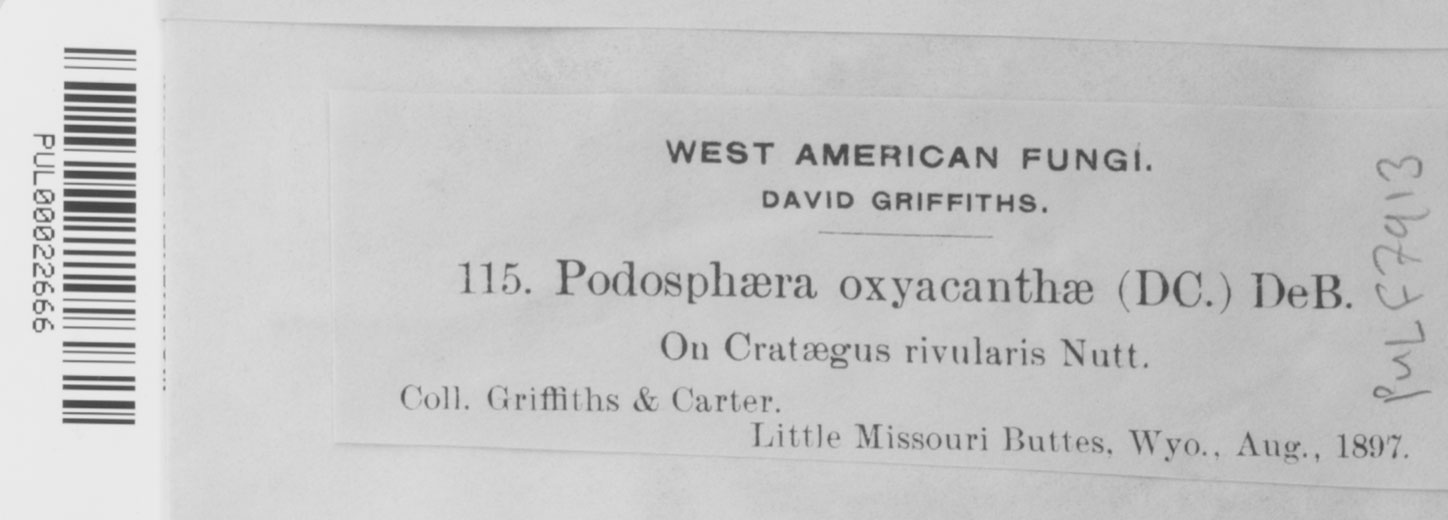 PUL00022666
WEST AMERICAN FUNGI.
DAVID GRIFFITHS.
115. Podosphæra oxyacanthæ (DC.) DeB.
On Cratægus rivularis Nutt.
Coll. Griffiths & Carter.
Little Missouri Buttes, Wyo., Aug., 1897.
PUL F7913